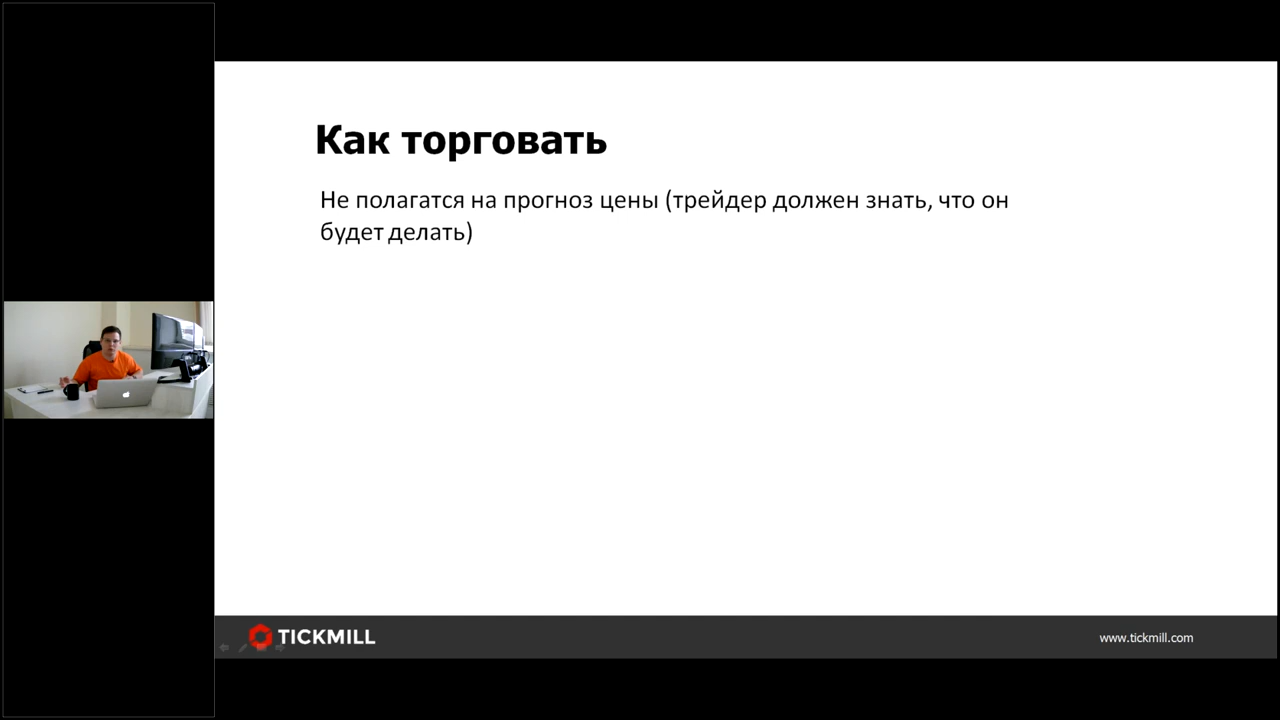 Как торговать
Не полагатся на прогноз цены (трейдер должен знать, что он
будет делать)
TICKMILL
www.tickmill.com